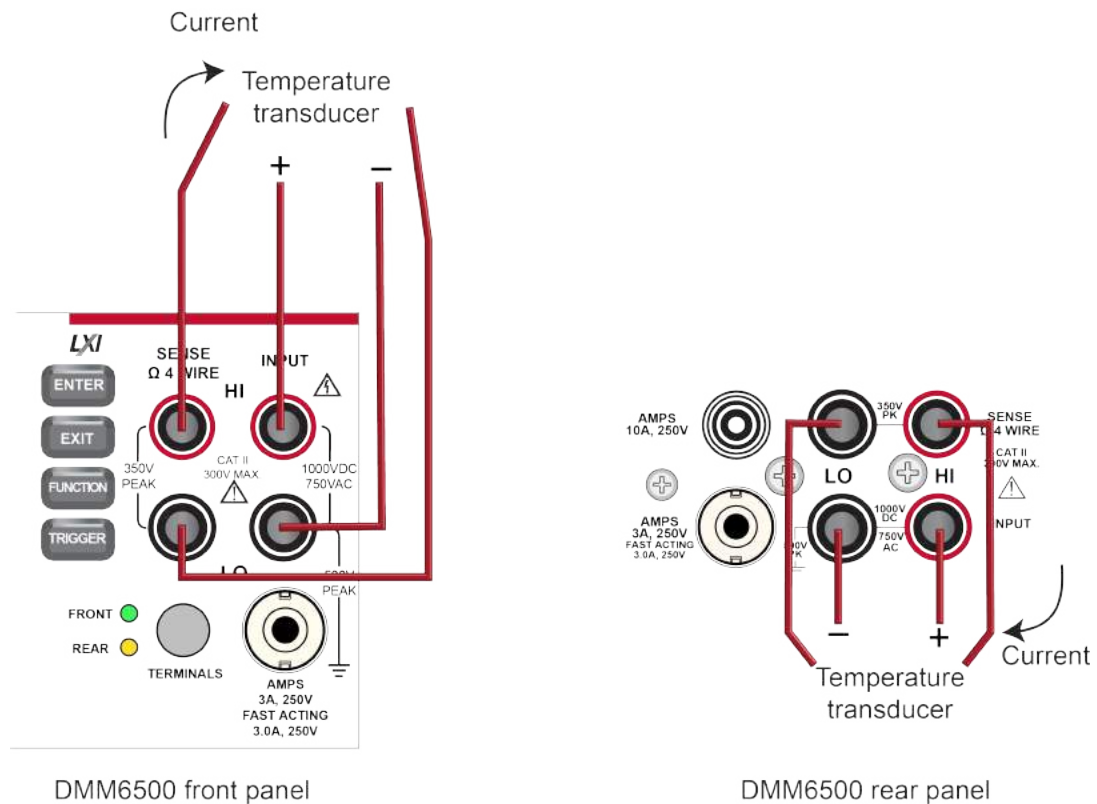 Current
Temperature
transducer
+
–
LXI
ENTER
EXIT
FUNCTION
TRIGGER
SENSE
Ω 4 WIRE
HI
INPUT
350V
PEAK
CAT II
300V MAX
1000VDC
750VAC
LO
PEAK
FRONT
REAR
TERMINALS
AMPS
3A, 250V
FAST ACTING
3.0A, 250V
DMM6500 front panel
AMPS
10A, 250V
350V
PK
SENSE
Ω 4 WIRE
CAT II
MAX.
LO
HI
AMPS
3A, 250V
FAST ACTING
3.0A, 250V
PK
1000V
DC
750V
AC
INPUT
–
+
Current
Temperature
transducer
DMM6500 rear panel